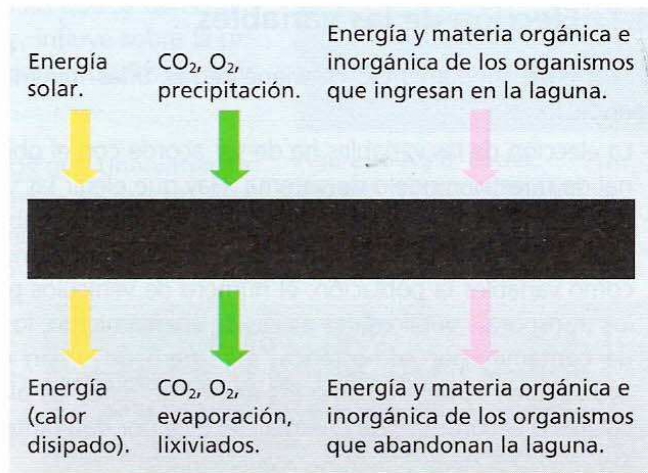 Energía
solar.
CO₂, O₂,
precipitación.
Energía y materia orgánica e
inorgánica de los organismos
que ingresan en la laguna.
Energía
(calor
disipado).
CO₂, O₂,
evaporación,
lixiviados.
Energía y materia orgánica e
inorgánica de los organismos
que abandonan la laguna.